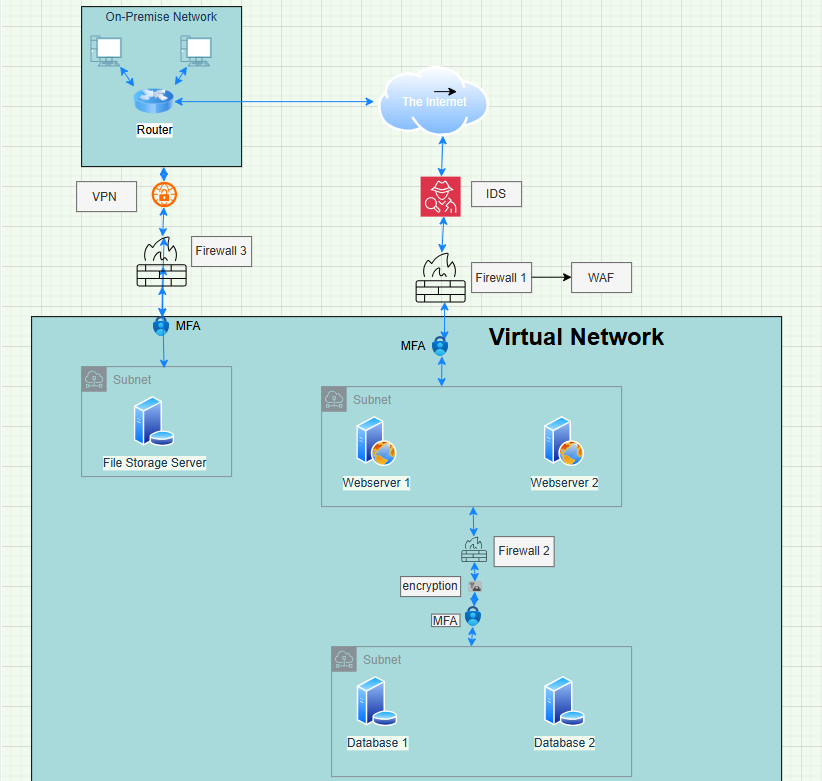 On-Premise Network
The Internet
Router
VPN
IDS
Firewall 3
Firewall 1
WAF
MFA
Virtual Network
MFA
Subnet
Subnet
File Storage Server
Webserver 1
Webserver 2
Firewall 2
encryption
MFA
Subnet
Database 1
Database 2